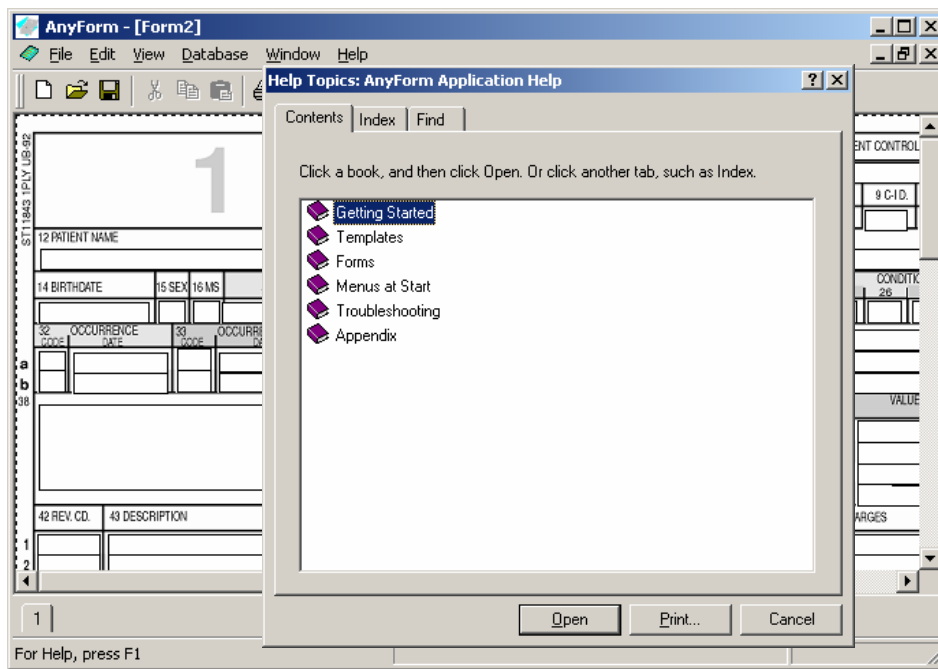 AnyForm - [Form2]
File Edit View Database Window Help
Help Topics: AnyForm Application Help
Contents Index Find
Click a book, and then click Open. Or click another tab, such as Index.
Getting Started
Templates
Forms
Menus at Start
Troubleshooting
Appendix
Open Print... Cancel
ST11843 1PLY UB-92
1
ENT CONTROL
9 C-I D.
12 PATIENT NAME
14 BIRTHDATE 15 SEX 16 MS
CONDITIO
26
32 OCCURRENCE 33 OCCURRE
CODE DATE CODE
a
b
38
VALUE
42 REV. CD. 43 DESCRIPTION
ARGES
1
2
1
For Help, press F1